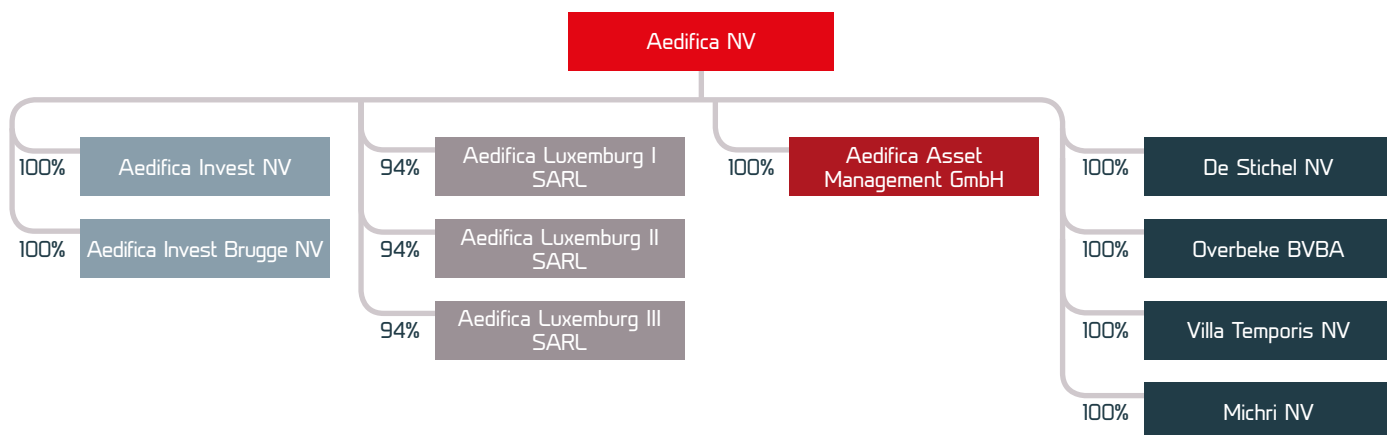 Aedifica NV
100%
Aedifica Invest NV
100%
Aedifica Invest Brugge NV
94%
Aedifica Luxemburg I
SARL
94%
Aedifica Luxemburg II
SARL
94%
Aedifica Luxemburg III
SARL
100%
Aedifica Asset
Management GmbH
100%
De Stichel NV
100%
Overbeke BVBA
100%
Villa Temporis NV
100%
Michri NV